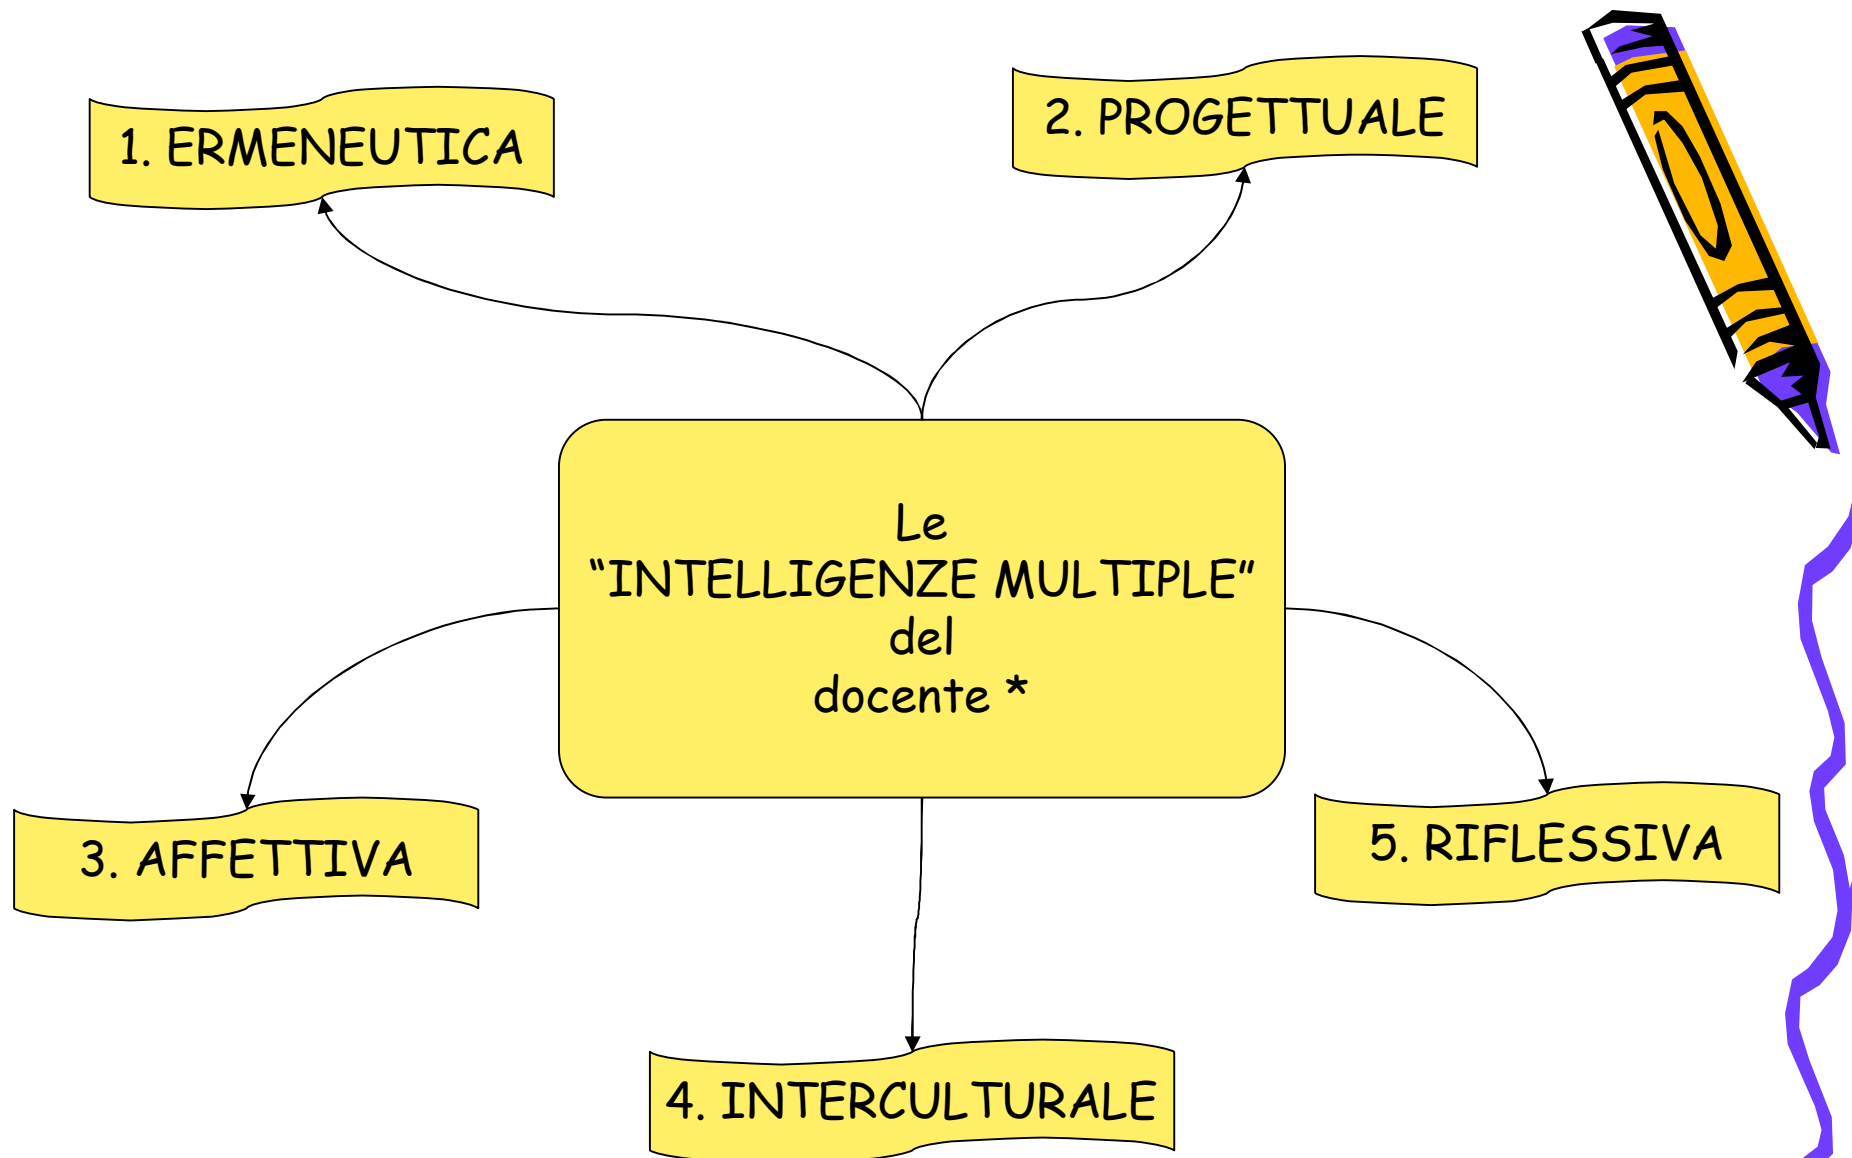 1. ERMENEUTICA
2. PROGETTUALE
Le
“INTELLIGENZE MULTIPLE”
del
docente *
3. AFFETTIVA
5. RIFLESSIVA
4. INTERCULTURALE